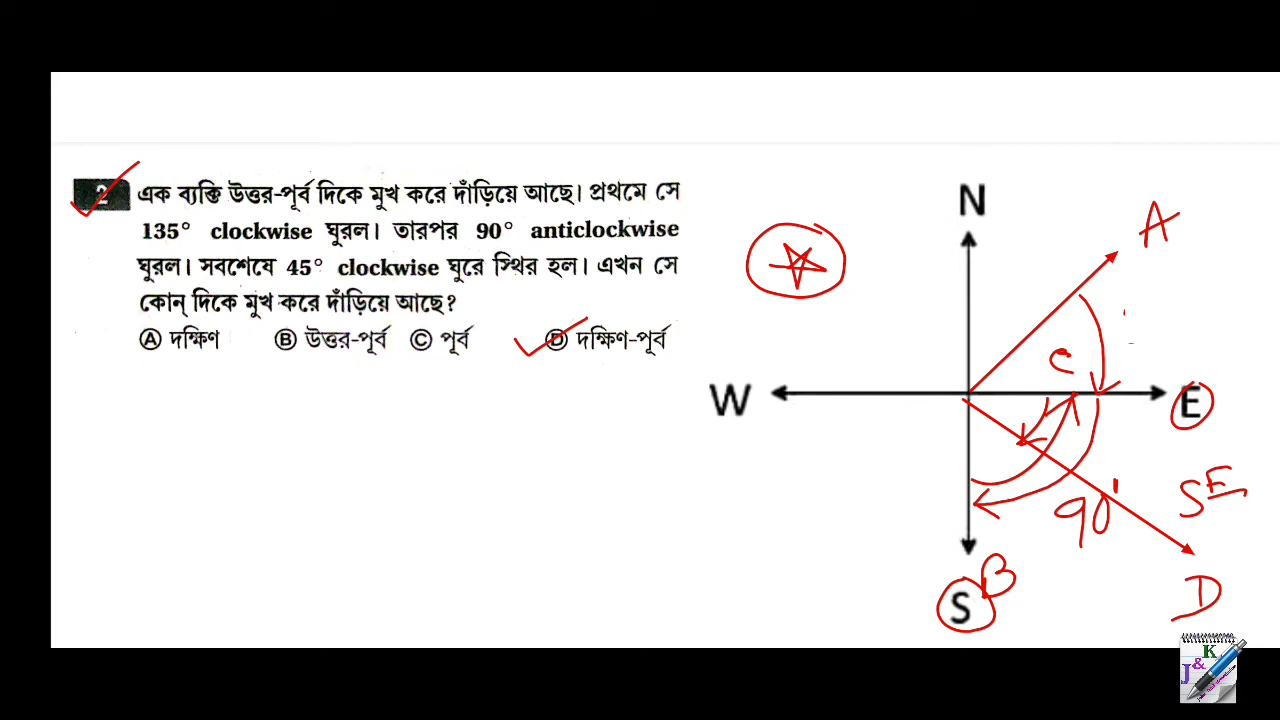 2 এক ব্যক্তি উত্তর-পূর্ব দিকে মুখ করে দাঁড়িয়ে আছে। প্রথমে সে
135° clockwise ঘুরল। তারপর 90° anticlockwise
ঘুরল। সবশেষে 45° clockwise ঘুরে স্থির হল। এখন সে
কোন্ দিকে মুখ করে দাঁড়িয়ে আছে?
Ⓐ দক্ষিণ Ⓑ উত্তর-পূর্ব Ⓒ পূর্ব Ⓓ দক্ষিণ-পূর্ব
N
A
C
W
E
SE
90°
S
B
D
J&K